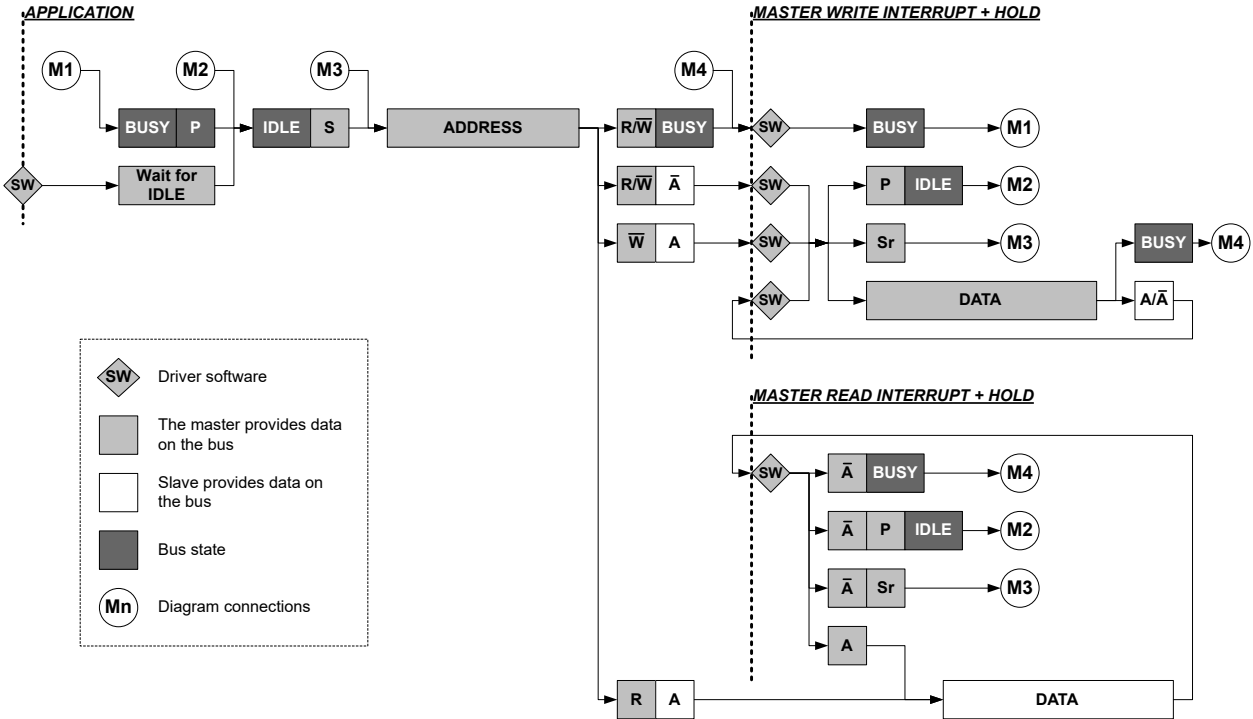 APPLICATION
MASTER WRITE INTERRUPT + HOLD
M1
M2
M3
M4
BUSY P
IDLE S
ADDRESS
R/W̅ BUSY
SW
BUSY
M1
SW
Wait for
IDLE
R/W̅ A̅
SW
P IDLE
M2
W̅ A
SW
Sr
M3
BUSY
M4
SW
DATA
A/A̅
SW
Driver software
The master provides data
on the bus
Slave provides data on
the bus
Bus state
Mn
Diagram connections
MASTER READ INTERRUPT + HOLD
SW
A̅ BUSY
M4
A̅ P IDLE
M2
A̅ Sr
M3
A
R A
DATA